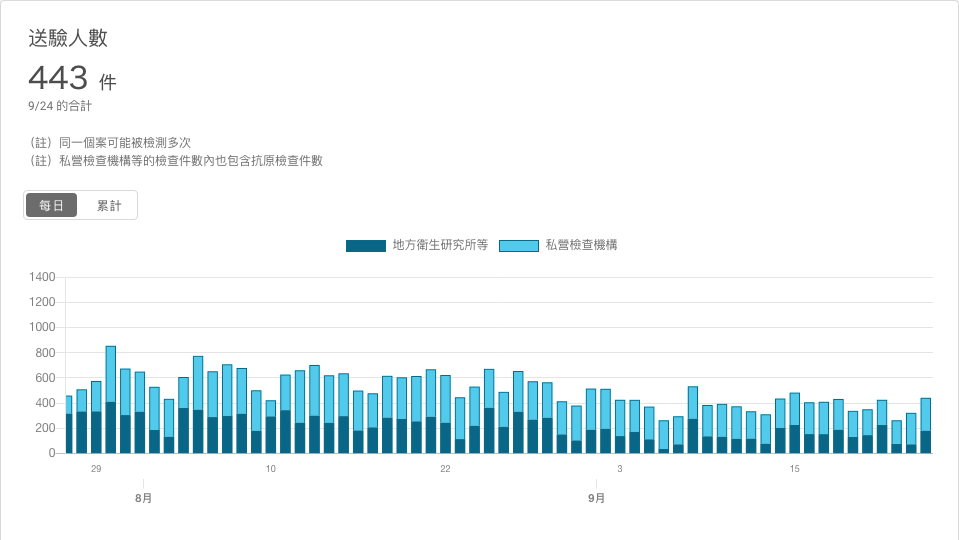 送驗人數
443 件
9/24 的合計
（註）同一個案可能被檢測多次
（註）私營檢查機構等的檢查件數內也包含抗原檢查件數
每日 累計
地方衛生研究所等 私營檢查機構
1400
1200
1000
800
600
400
200
0
29 10 22 3 15
8月 9月